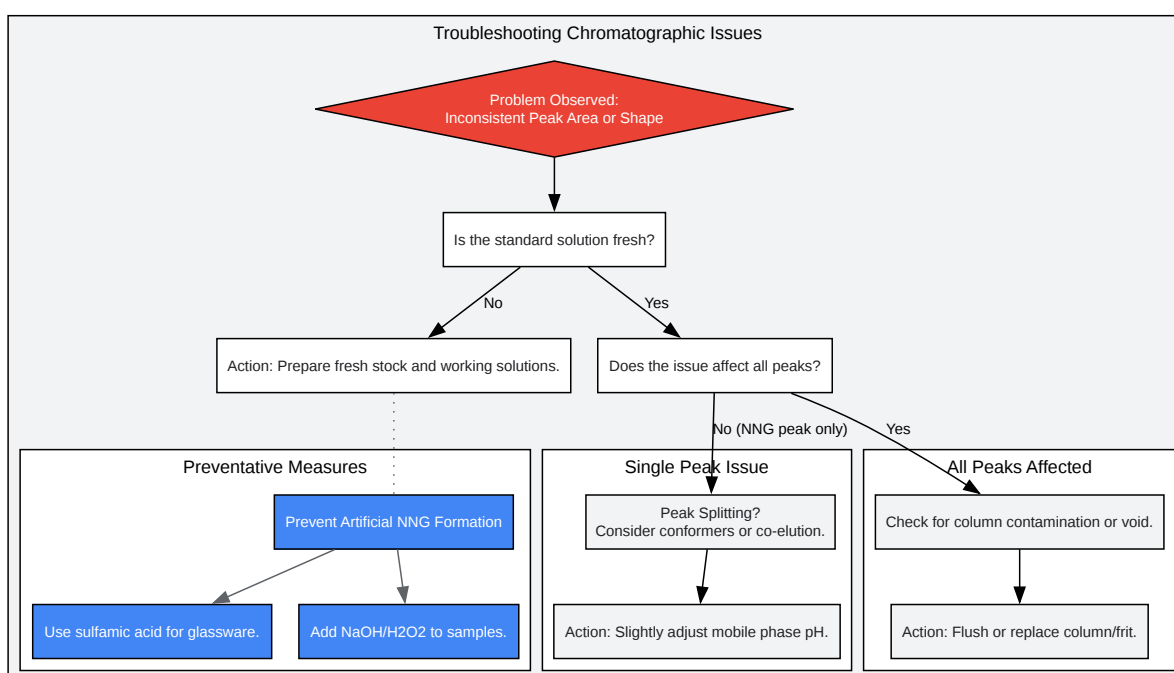 Troubleshooting Chromatographic Issues
Problem Observed:
Inconsistent Peak Area or Shape
Is the standard solution fresh?
No
Yes
Action: Prepare fresh stock and working solutions.
Does the issue affect all peaks?
No (NNG peak only)
Yes
Preventative Measures
Single Peak Issue
All Peaks Affected
Prevent Artificial NNG Formation
Peak Splitting?
Consider conformers or co-elution.
Check for column contamination or void.
Use sulfamic acid for glassware.
Add NaOH/H2O2 to samples.
Action: Slightly adjust mobile phase pH.
Action: Flush or replace column/frit.